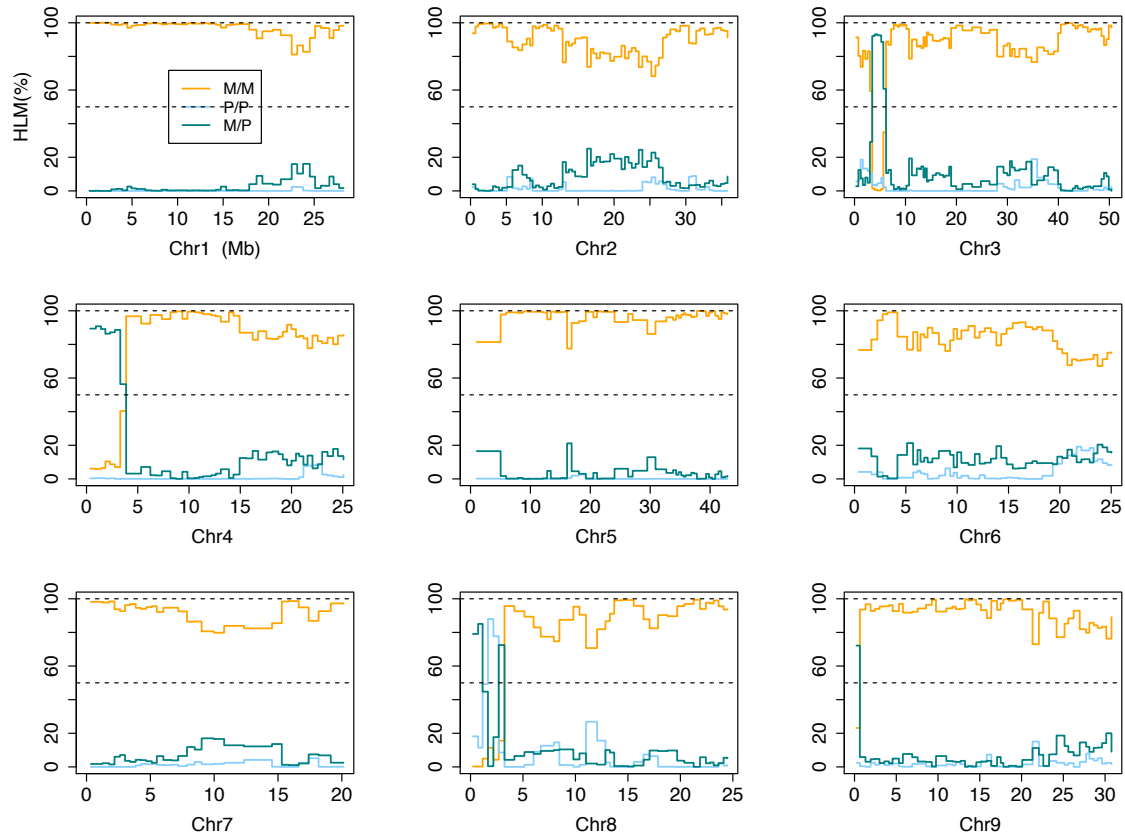 HLM(%)
0 20 60 100
M/M
P/P
M/P
0 5 10 15 20 25
Chr1 (Mb)
0 20 60 100
0 5 10 20 30
Chr2
0 20 60 100
0 10 20 30 40 50
Chr3
0 20 60 100
0 5 10 15 20 25
Chr4
0 20 60 100
0 10 20 30 40
Chr5
0 20 60 100
0 5 10 15 20 25
Chr6
0 20 60 100
0 5 10 15 20
Chr7
0 20 60 100
0 5 10 15 20 25
Chr8
0 20 60 100
0 5 10 15 20 25 30
Chr9